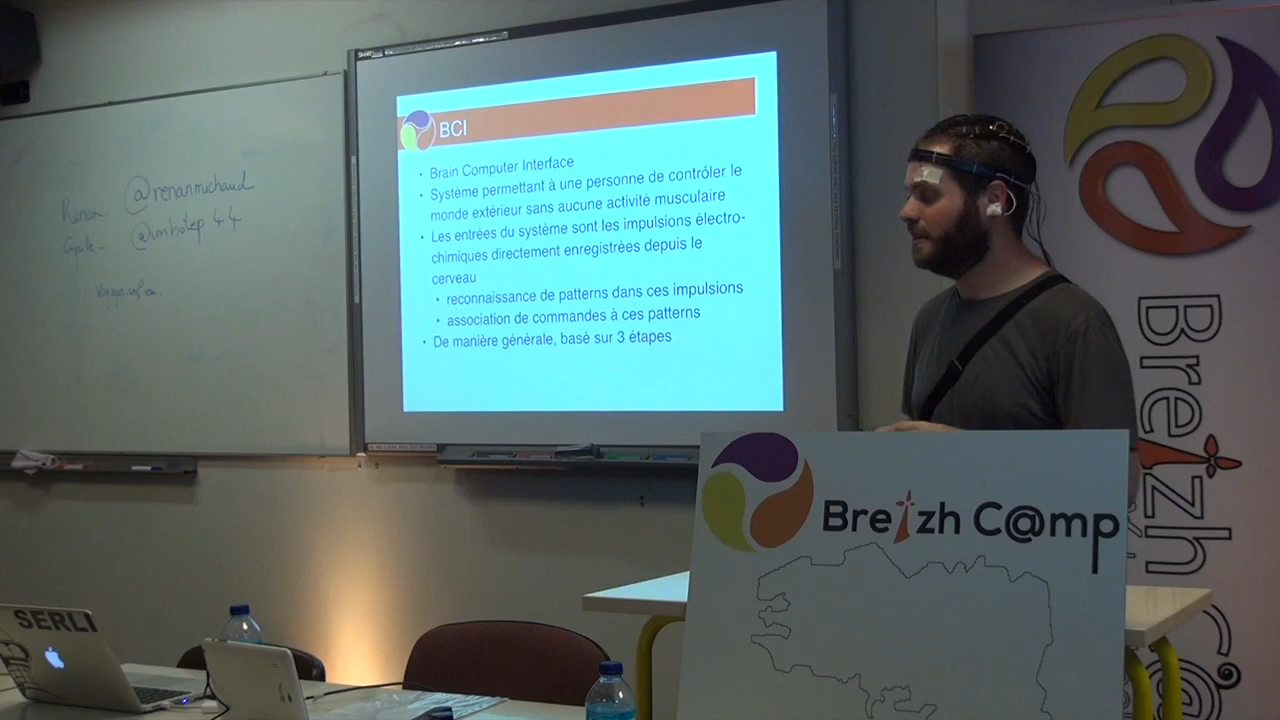 @renanmichaud
@imhotep44
BCI
• Brain Computer Interface
• Système permettant à une personne de contrôler le
monde extérieur sans aucune activité musculaire
• Les entrées du système sont les impulsions électro-
chimiques directement enregistrées depuis le
cerveau
• reconnaissance de patterns dans ces impulsions
• association de commandes à ces patterns
• De manière générale, basé sur 3 étapes
Breizh C@mp
Breizh C@
SERLI